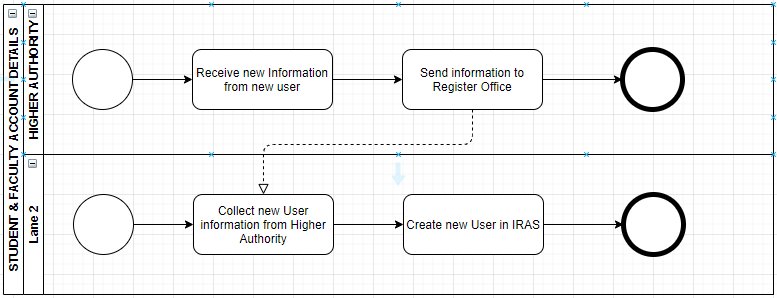 STUDENT & FACULTY ACCOUNT DETAILS
HIGHER AUTHORITY
Receive new Information
from new user
Send information to
Register Office
Lane 2
Collect new User
information from Higher
Authority
Create new User in IRAS